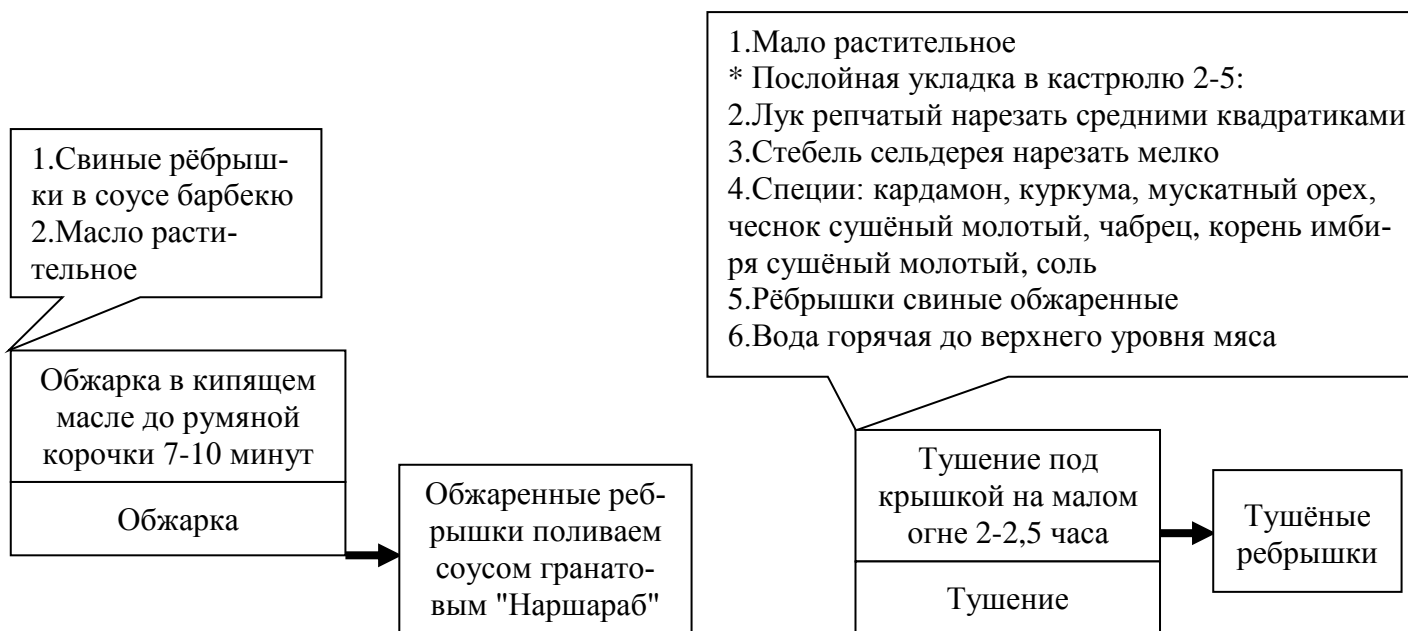 1.Свиные рёбрыш-
ки в соусе барбекю
2.Масло расти-
тельное
Обжарка в кипящем
масле до румяной
корочки 7-10 минут
Обжарка
Обжаренные реб-
рышки поливаем
соусом гранато-
вым "Наршараб"
1.Мало растительное
* Послойная укладка в кастрюлю 2-5:
2.Лук репчатый нарезать средними квадратиками
3.Стебель сельдерея нарезать мелко
4.Специи: кардамон, куркума, мускатный орех,
чеснок сушёный молотый, чабрец, корень имби-
ря сушёный молотый, соль
5.Рёбрышки свиные обжаренные
6.Вода горячая до верхнего уровня мяса
Тушение под
крышкой на малом
огне 2-2,5 часа
Тушение
Тушёные
ребрышки